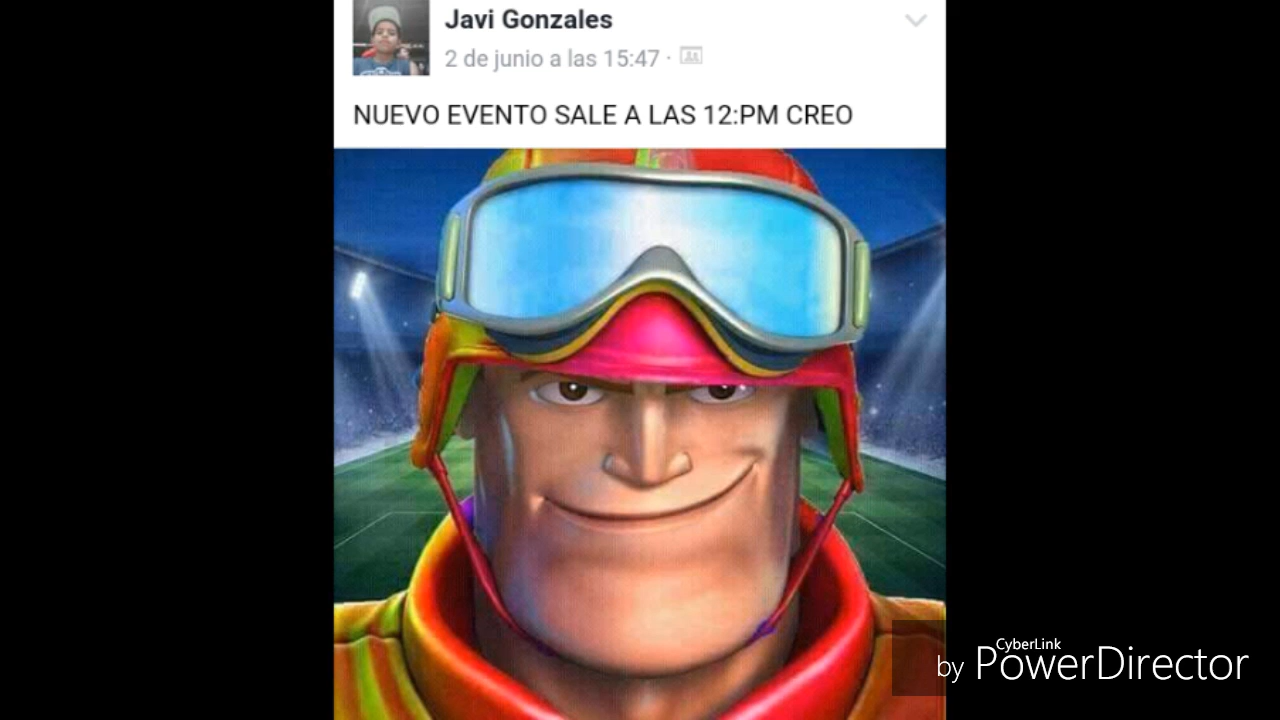 Javi Gonzales
2 de junio a las 15:47 ·
NUEVO EVENTO SALE A LAS 12:PM CREO
CyberLink
by PowerDirector